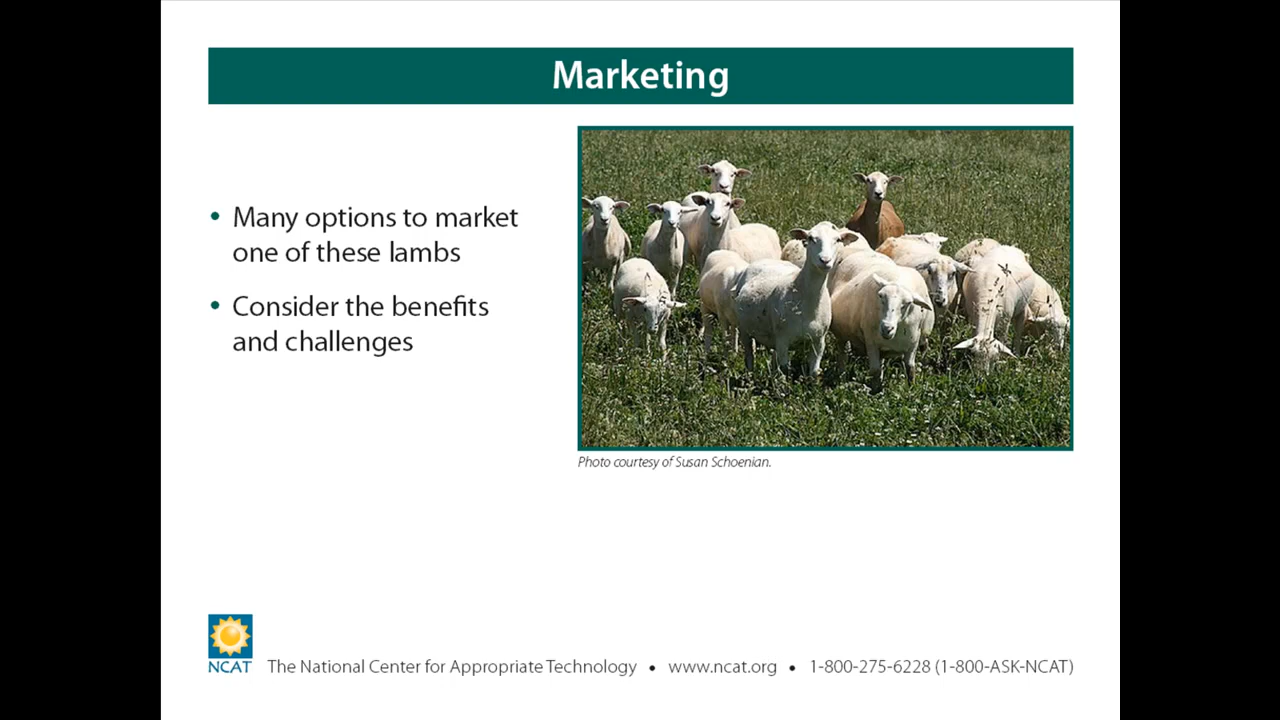 Marketing
• Many options to market
one of these lambs
• Consider the benefits
and challenges
Photo courtesy of Susan Schoenian.
NCAT The National Center for Appropriate Technology • www.ncat.org • 1-800-275-6228 (1-800-ASK-NCAT)